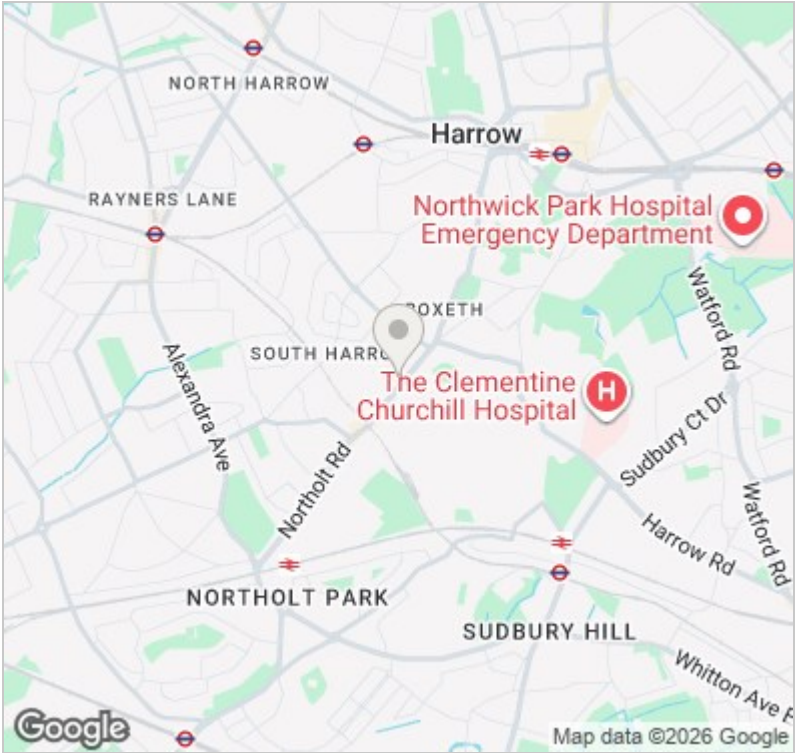 NORTH HARROW
Harrow
RAYNERS LANE
Northwick Park Hospital
Emergency Department
Watford Rd
SOUTH HARRO
The Clementine
Churchill Hospital
H
Alexandra Ave
Sudbury Ct Dr
Northolt Rd
Watford Rd
Harrow Rd
NORTHOLT PARK
SUDBURY HILL
Whitton Ave
Google
Map data ©2026 Google